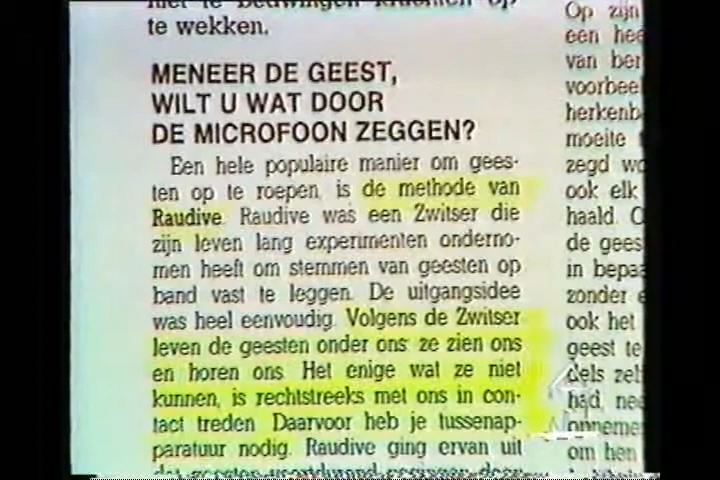 te wekken.
MENEER DE GEEST,
WILT U WAT DOOR
DE MICROFOON ZEGGEN?
Een hele populaire manier om gees-
ten op te roepen, is de methode van
Raudive. Raudive was een Zwitser die
zijn leven lang experimenten onderno-
men heeft om stemmen van geesten op
band vast te leggen. De uitgangsidee
was heel eenvoudig. Volgens de Zwitser
leven de geesten onder ons: ze zien ons
en horen ons. Het enige wat ze niet
kunnen, is rechtstreeks met ons in con-
tact treden. Daarvoor heb je tussenap-
paratuur nodig. Raudive ging ervan uit
Op zijn
een hee
van ber
voorbeel
herkenb
moeite
zegd wo
ook elk
haald. O
de gees
in bepaa
zonder
ook het
geest te
dels zel
had, nee
onnemen
om hen